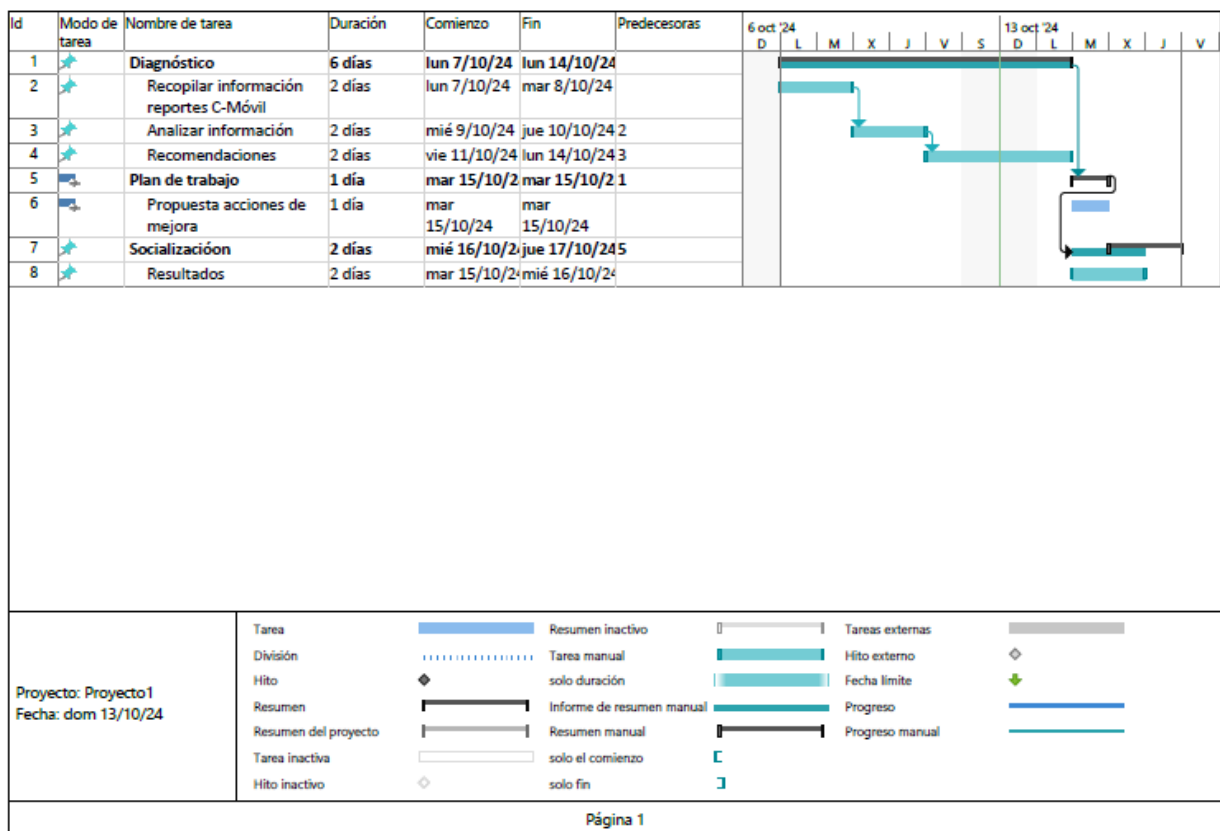 Id Modo de tarea Nombre de tarea Duración Comienzo Fin Predecesoras
6 oct '24 13 oct '24
D L M X J V S D L M X J V
1 Diagnóstico 6 días lun 7/10/24 lun 14/10/24
2 Recopilar información reportes C-Móvil 2 días lun 7/10/24 mar 8/10/24
3 Analizar información 2 días mié 9/10/24 jue 10/10/24 2
4 Recomendaciones 2 días vie 11/10/24 lun 14/10/24 3
5 Plan de trabajo 1 día mar 15/10/2 mar 15/10/2 1
6 Propuesta acciones de mejora 1 día mar 15/10/24 mar 15/10/24
7 Socializacióon 2 días mié 16/10/2 jue 17/10/24 5
8 Resultados 2 días mar 15/10/2 mié 16/10/24
Proyecto: Proyecto1
Fecha: dom 13/10/24
Tarea Resumen inactivo Tareas externas
División Tarea manual Hito externo
Hito solo duración Fecha límite
Resumen Informe de resumen manual Progreso
Resumen del proyecto Resumen manual Progreso manual
Tarea inactiva solo el comienzo
Hito inactivo solo fin
Página 1